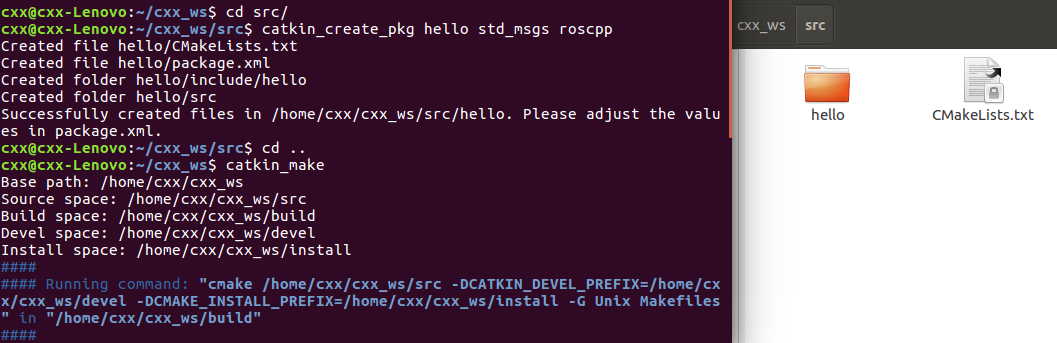 cxx@cxx-Lenovo:~/cxx_ws$ cd src/
cxx@cxx-Lenovo:~/cxx_ws/src$ catkin_create_pkg hello std_msgs roscpp
Created file hello/CMakeLists.txt
Created file hello/package.xml
Created folder hello/include/hello
Created folder hello/src
Successfully created files in /home/cxx/cxx_ws/src/hello. Please adjust the valu
es in package.xml.
cxx@cxx-Lenovo:~/cxx_ws/src$ cd ..
cxx@cxx-Lenovo:~/cxx_ws$ catkin_make
Base path: /home/cxx/cxx_ws
Source space: /home/cxx/cxx_ws/src
Build space: /home/cxx/cxx_ws/build
Devel space: /home/cxx/cxx_ws/devel
Install space: /home/cxx/cxx_ws/install
####
#### Running command: "cmake /home/cxx/cxx_ws/src -DCATKIN_DEVEL_PREFIX=/home/cx
x/cxx_ws/devel -DCMAKE_INSTALL_PREFIX=/home/cxx/cxx_ws/install -G Unix Makefiles
" in "/home/cxx/cxx_ws/build"
####
cxx_ws src
hello
CMakeLists.txt